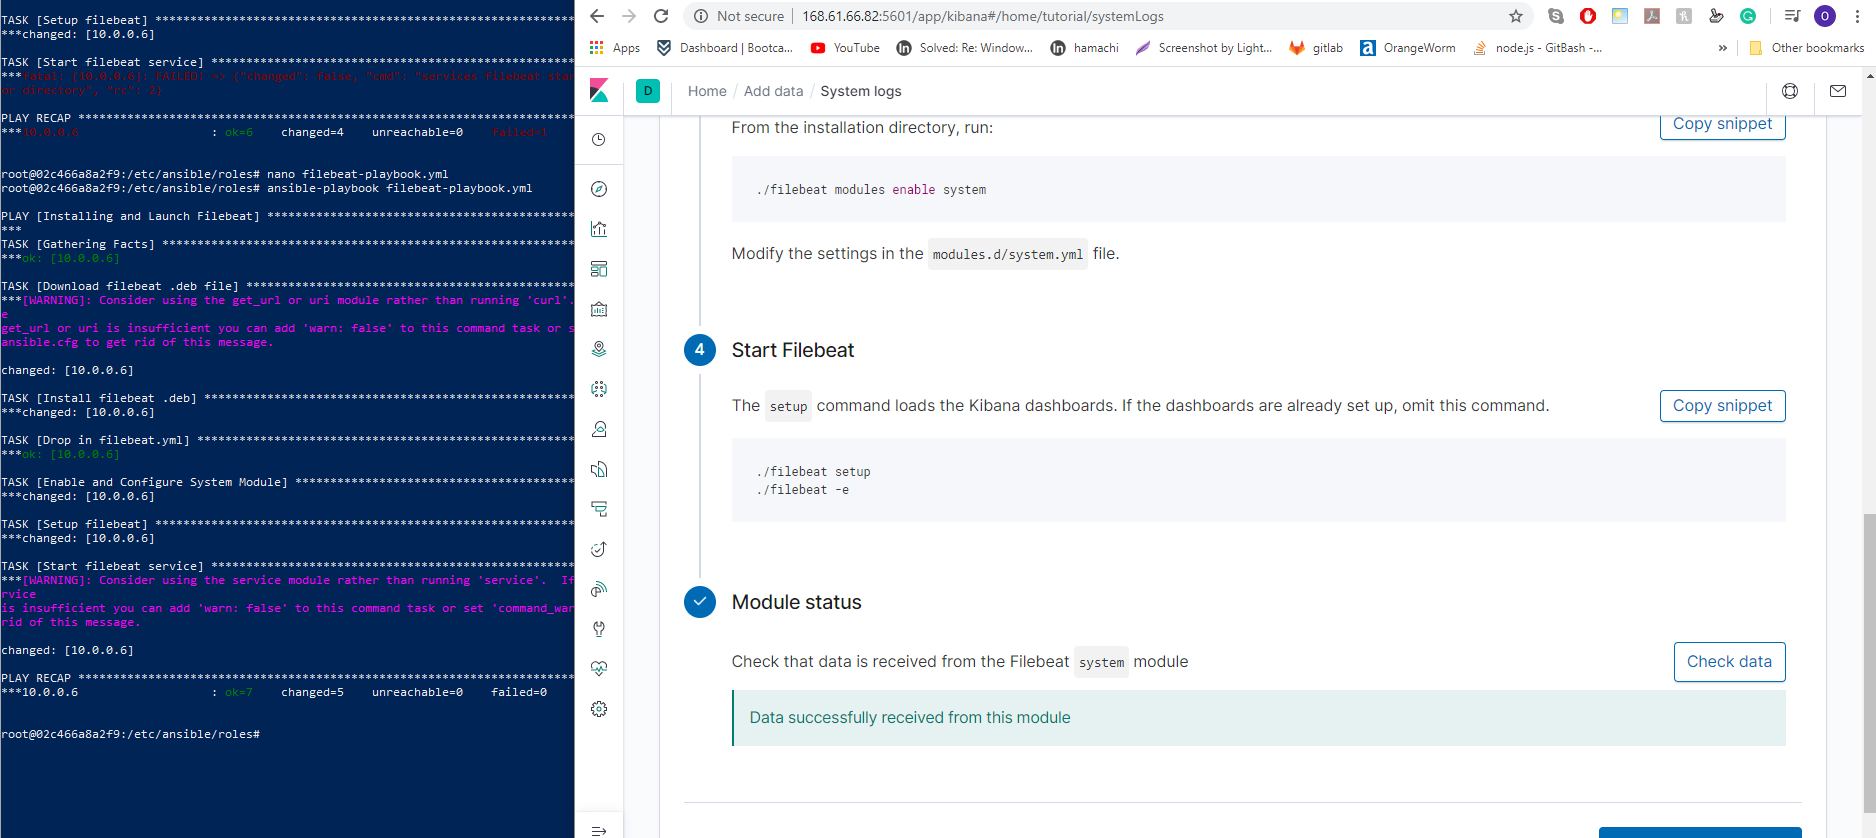 TASK [Setup filebeat] ************************************************************
***changed: [10.0.0.6]
TASK [Start filebeat service] ****************************************************
***fatal: [10.0.0.6]: FAILED! => {"changed": false, "cmd": "services filebeat star
or directory", "rc": 2}
PLAY RECAP ***********************************************************************
***10.0.0.6 : ok=6 changed=4 unreachable=0 failed=1
root@02c466a8a2f9:/etc/ansible/roles# nano filebeat-playbook.yml
root@02c466a8a2f9:/etc/ansible/roles# ansible-playbook filebeat-playbook.yml
PLAY [Installing and Launch Filebeat] ********************************************
***
TASK [Gathering Facts] ***********************************************************
***ok: [10.0.0.6]
TASK [Download filebeat .deb file] ***********************************************
***[WARNING]: Consider using the get_url or uri module rather than running 'curl'.
e
get_url or uri is insufficient you can add 'warn: false' to this command task or s
ansible.cfg to get rid of this message.
changed: [10.0.0.6]
TASK [Install filebeat .deb] *****************************************************
***changed: [10.0.0.6]
TASK [Drop in filebeat.yml] ******************************************************
***ok: [10.0.0.6]
TASK [Enable and Configure System Module] ****************************************
***changed: [10.0.0.6]
TASK [Setup filebeat] ************************************************************
***changed: [10.0.0.6]
TASK [Start filebeat service] ****************************************************
***[WARNING]: Consider using the service module rather than running 'service'.  If
rvice
is insufficient you can add 'warn: false' to this command task or set 'command_war
rid of this message.
changed: [10.0.0.6]
PLAY RECAP ***********************************************************************
***10.0.0.6 : ok=7 changed=5 unreachable=0 failed=0
root@02c466a8a2f9:/etc/ansible/roles#
Not secure | 168.61.66.82:5601/app/kibana#/home/tutorial/systemLogs
O
Apps Dashboard | Bootca... YouTube Solved: Re: Window... hamachi Screenshot by Light... gitlab OrangeWorm node.js - GitBash -... » Other bookmarks
D Home / Add data / System logs
From the installation directory, run:
Copy snippet
./filebeat modules enable system
Modify the settings in the modules.d/system.yml file.
4 Start Filebeat
The setup command loads the Kibana dashboards. If the dashboards are already set up, omit this command.
Copy snippet
./filebeat setup
./filebeat -e
Module status
Check that data is received from the Filebeat system module
Check data
Data successfully received from this module